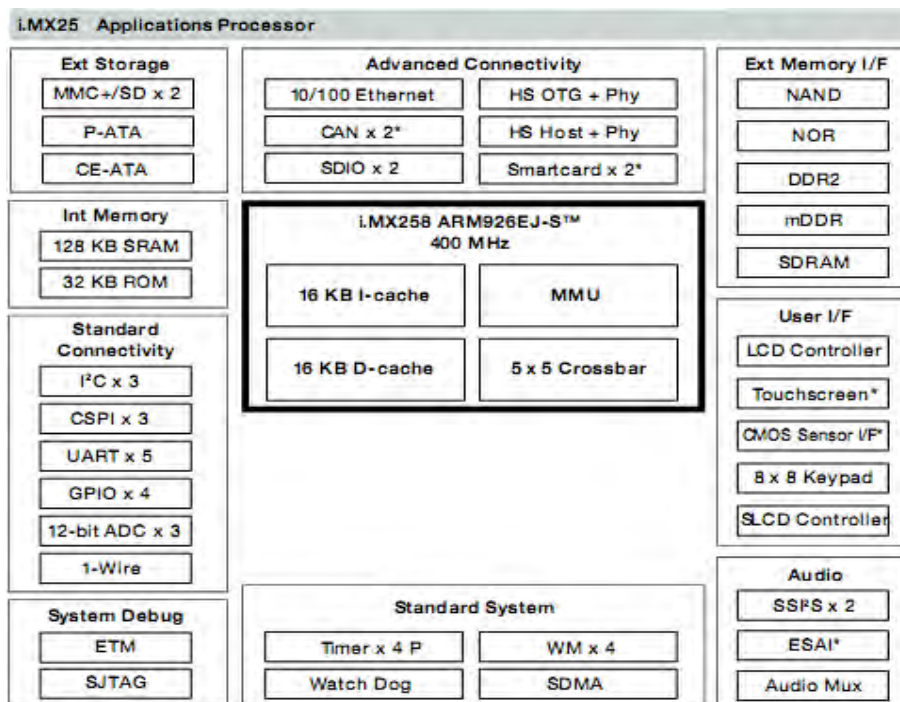 i.MX25 Applications Processor
Ext Storage
MMC+/SD x 2
P-ATA
CE-ATA
Int Memory
128 KB SRAM
32 KB ROM
Standard
Connectivity
I²C x 3
CSPI x 3
UART x 5
GPIO x 4
12-bit ADC x 3
1-Wire
System Debug
ETM
SJTAG
Advanced Connectivity
10/100 Ethernet
HS OTG + Phy
CAN x 2*
HS Host + Phy
SDIO x 2
Smartcard x 2*
i.MX258 ARM926EJ-S™
400 MHz
16 KB I-cache
MMU
16 KB D-cache
5 x 5 Crossbar
Standard System
Timer x 4 P
WM x 4
Watch Dog
SDMA
Ext Memory I/F
NAND
NOR
DDR2
mDDR
SDRAM
User I/F
LCD Controller
Touchscreen*
CMOS Sensor I/F*
8 x 8 Keypad
SLCD Controller
Audio
SSI²S x 2
ESAI*
Audio Mux